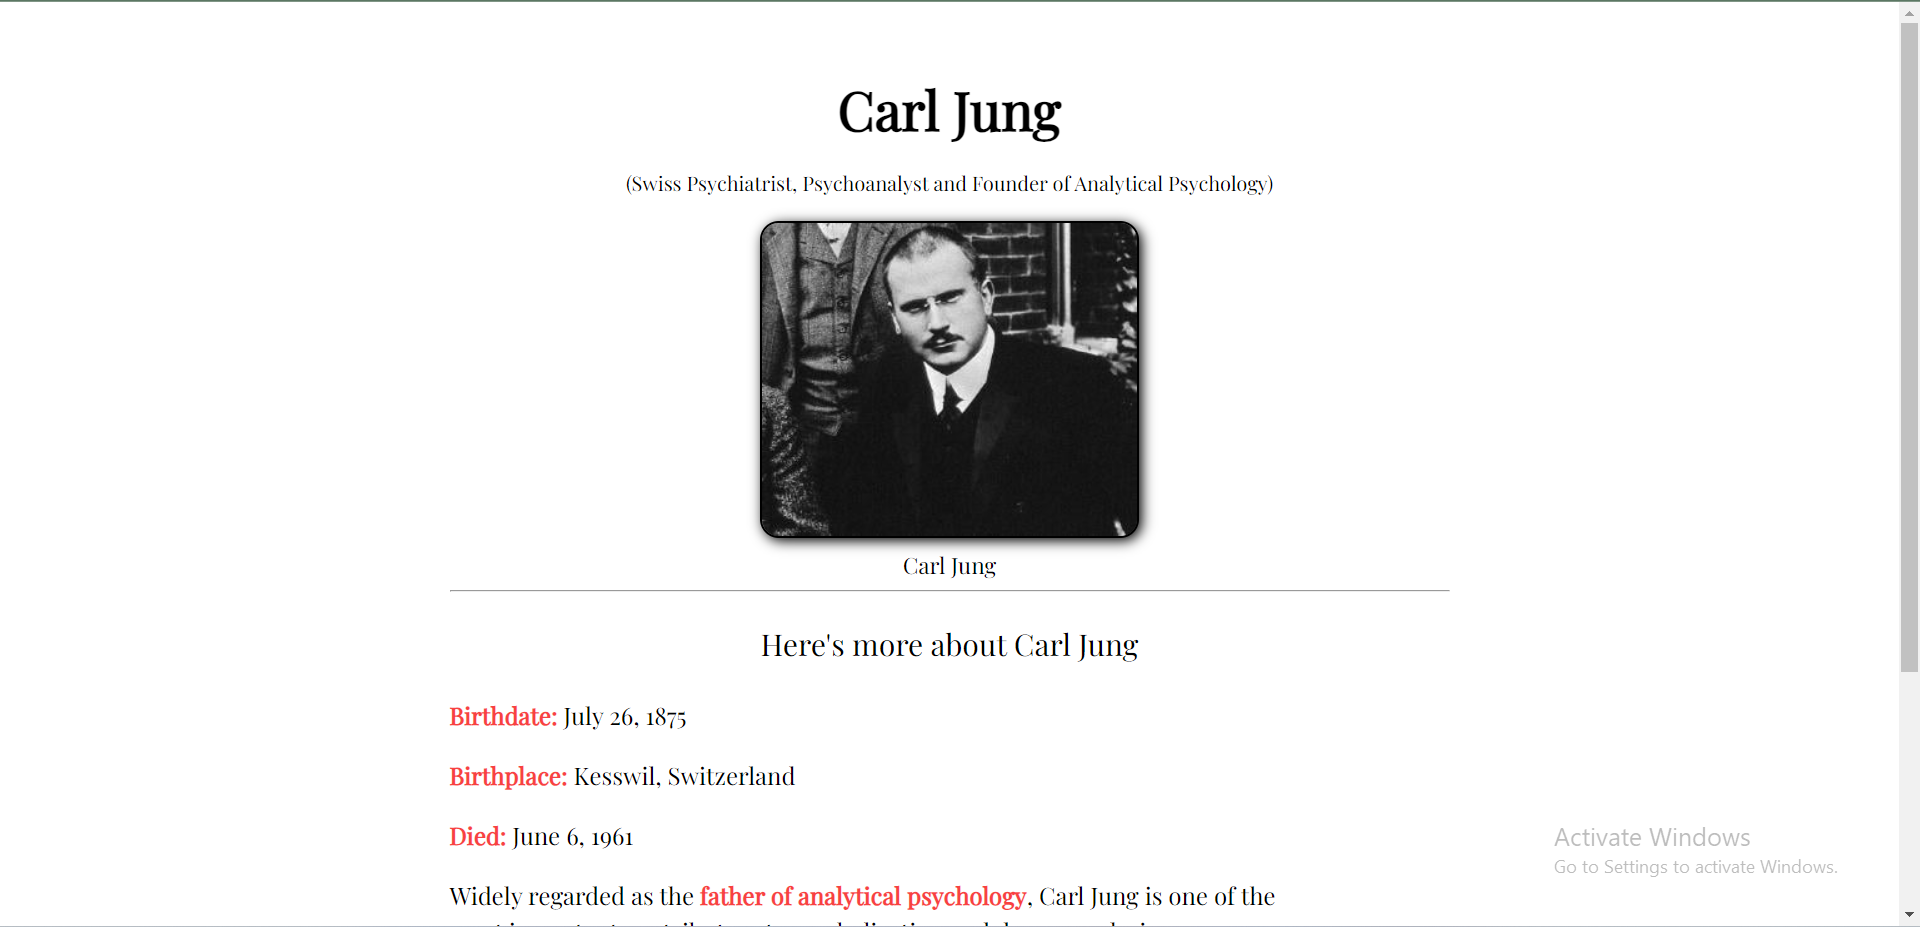 Carl Jung
(Swiss Psychiatrist, Psychoanalyst and Founder of Analytical Psychology)
Carl Jung
Here's more about Carl Jung
Birthdate: July 26, 1875
Birthplace: Kesswil, Switzerland
Died: June 6, 1961
Widely regarded as the father of analytical psychology, Carl Jung is one of the
Activate Windows
Go to Settings to activate Windows.